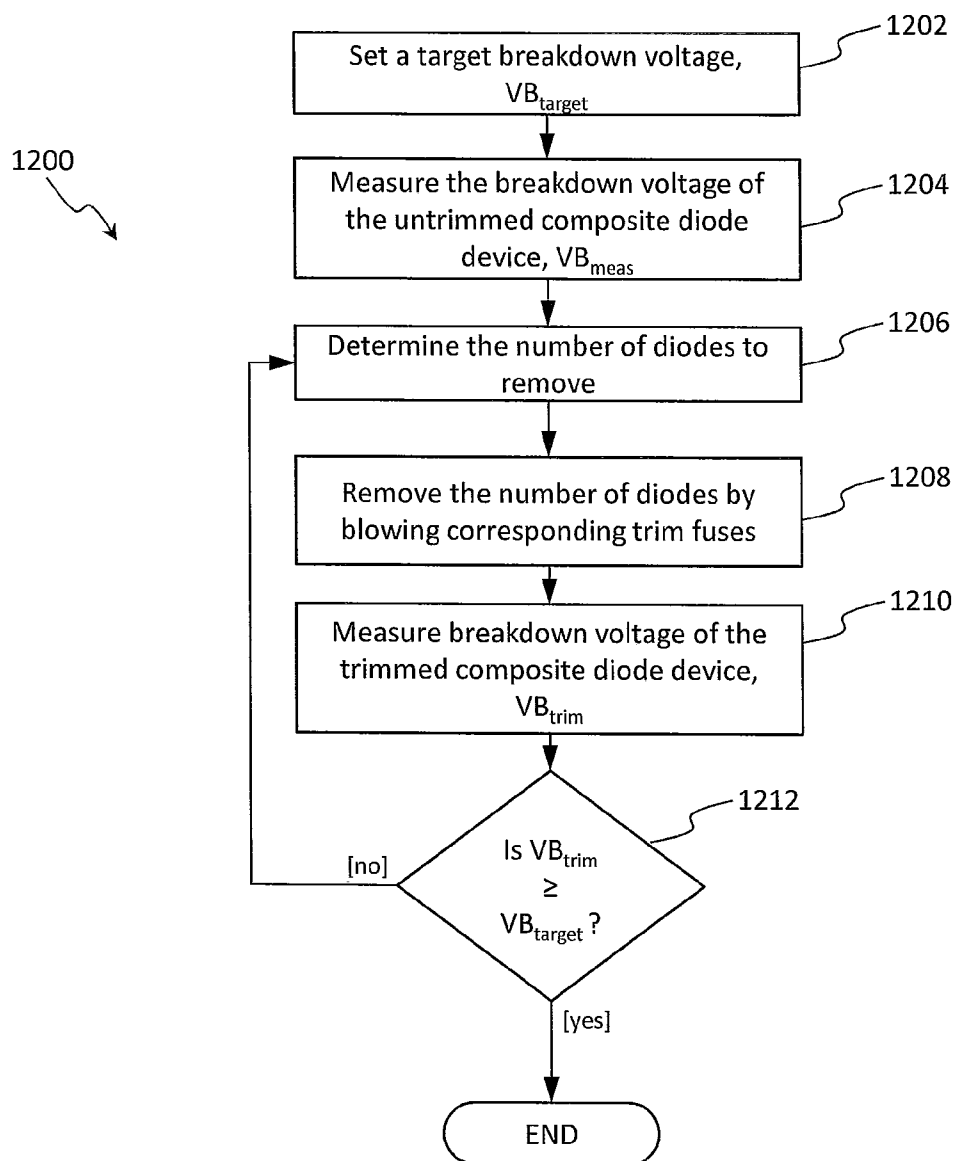 1202
Set a target breakdown voltage,
VBtarget
1200
1204
Measure the breakdown voltage of
the untrimmed composite diode
device, VBmeas
1206
Determine the number of diodes to
remove
1208
Remove the number of diodes by
blowing corresponding trim fuses
1210
Measure breakdown voltage of the
trimmed composite diode device,
VBtrim
1212
Is VBtrim
[no]
≥
VBtarget ?
[yes]
END